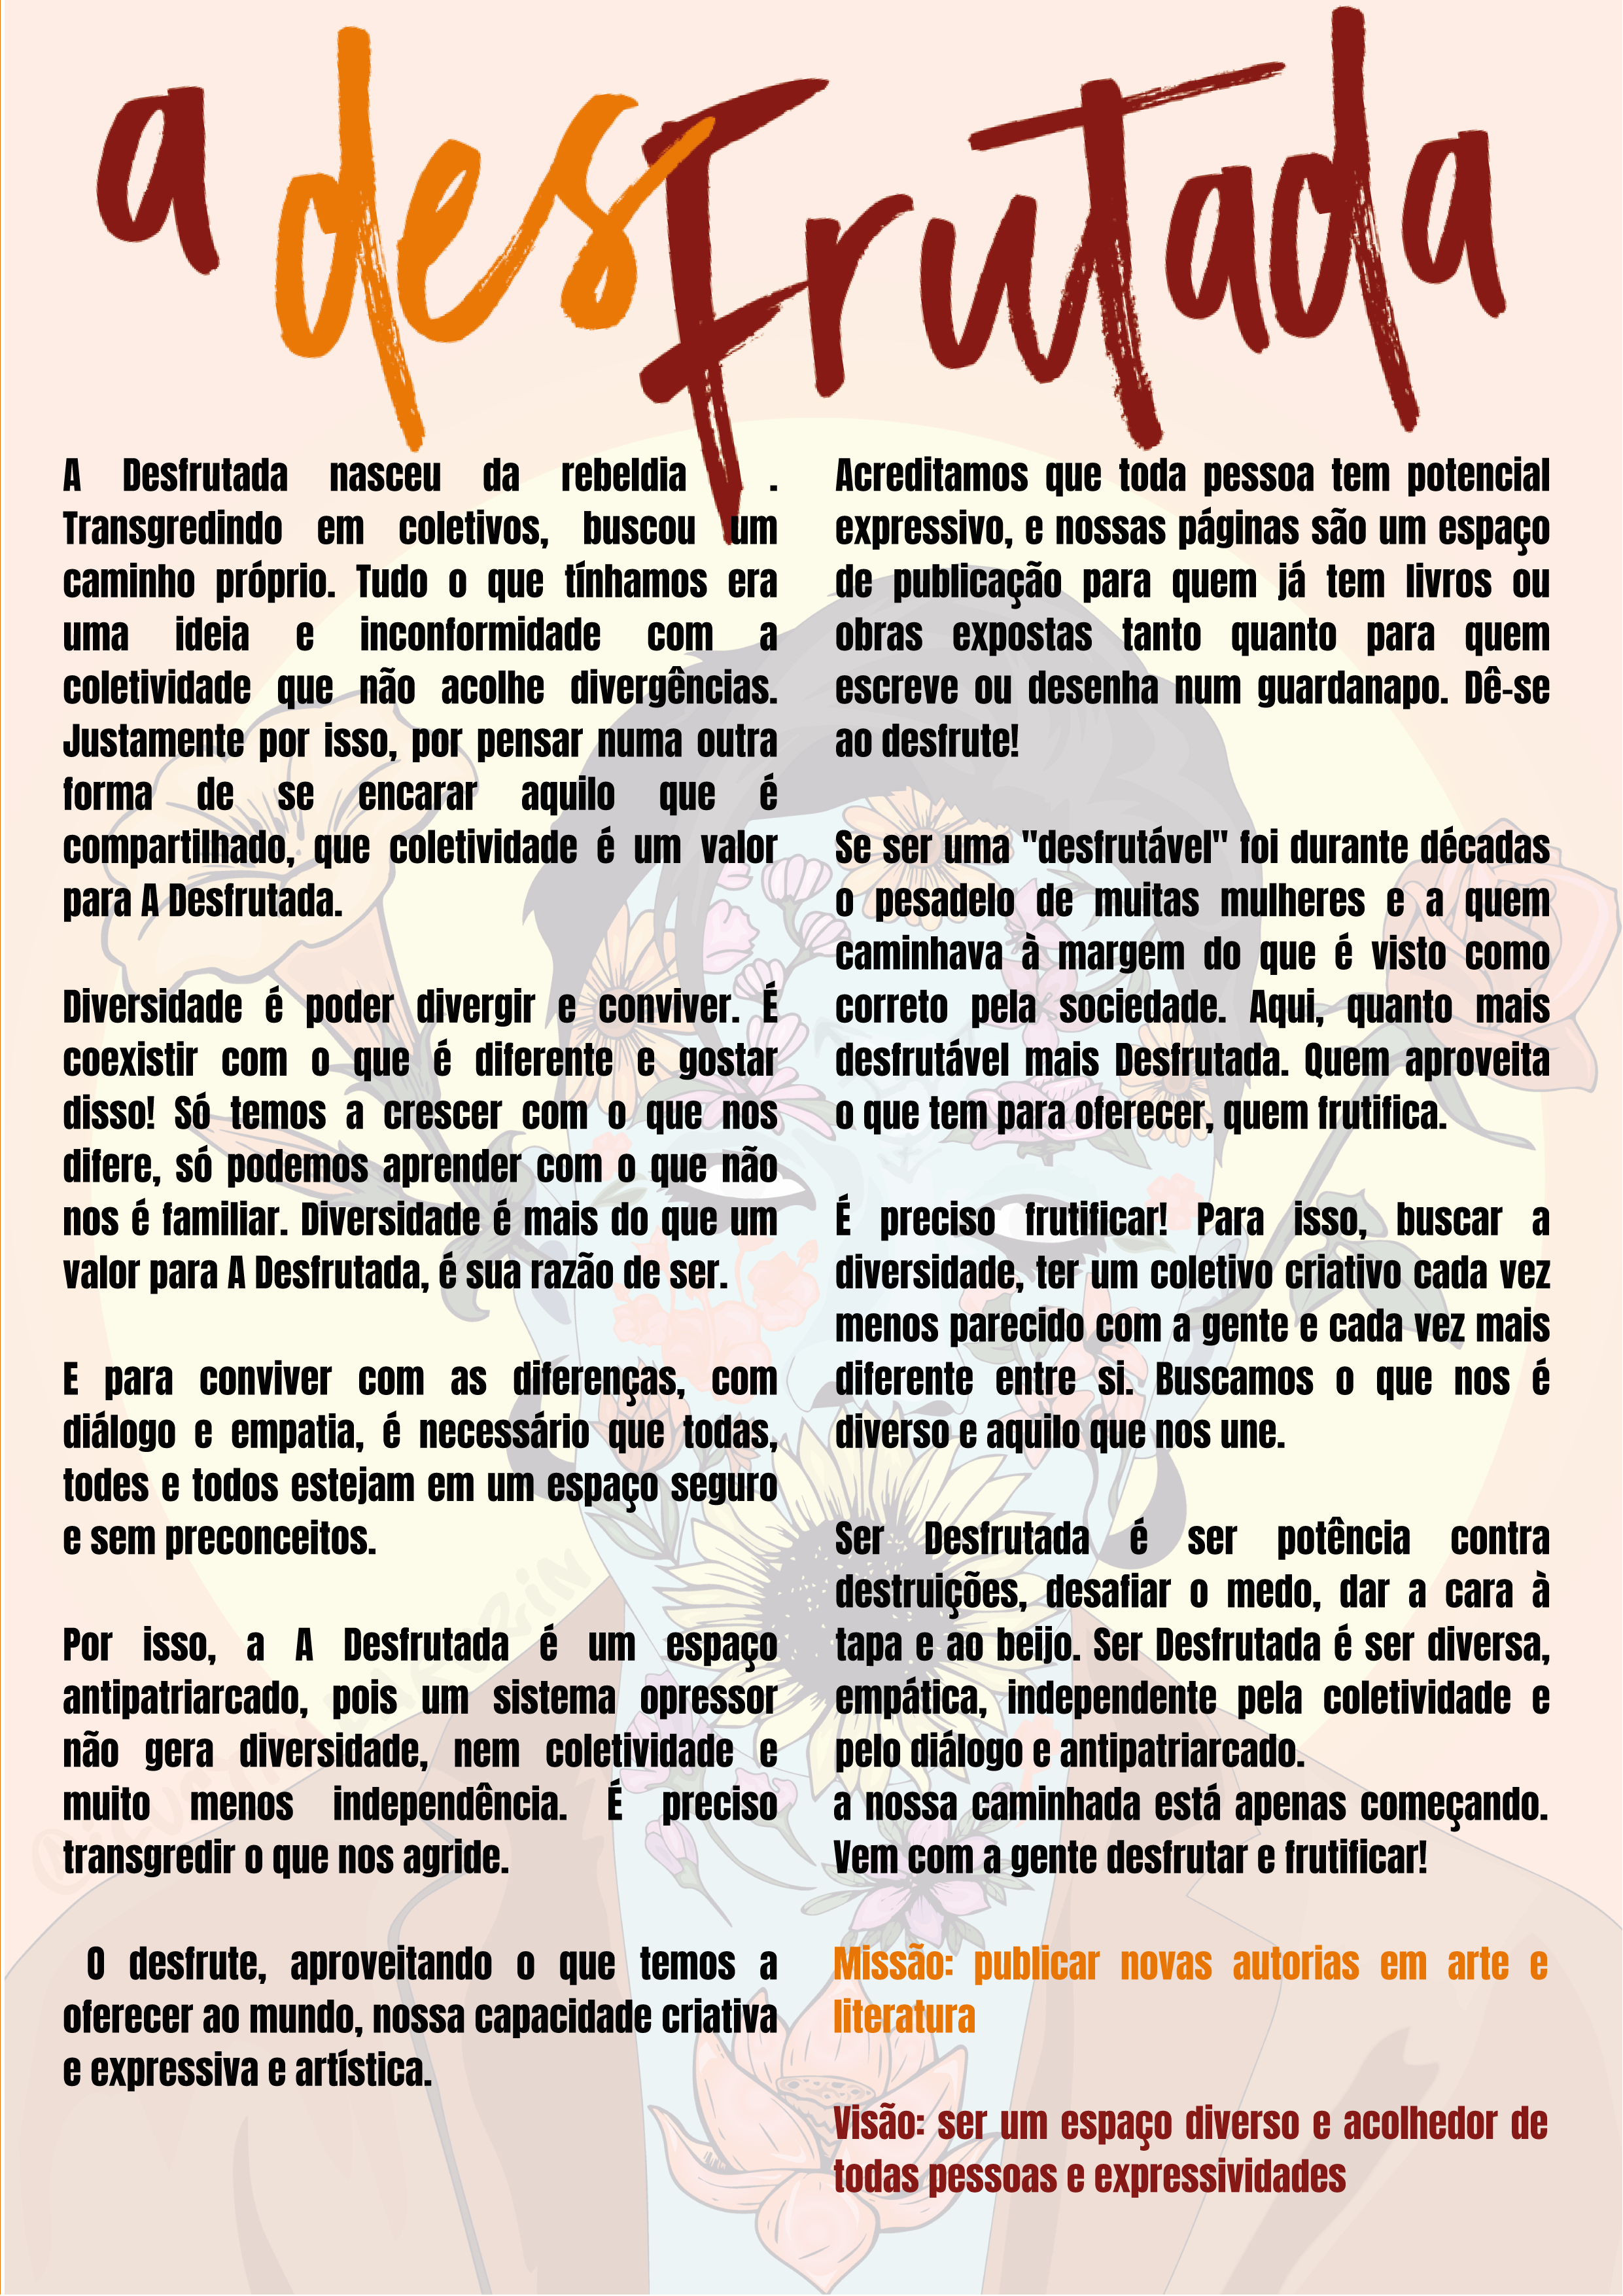 a desFrutada
A Desfrutada nasceu da rebeldia .
Transgredindo em coletivos, buscou um
caminho próprio. Tudo o que tínhamos era
uma ideia e inconformidade com a
coletividade que não acolhe divergências.
Justamente por isso, por pensar numa outra
forma de se encarar aquilo que é
compartilhado, que coletividade é um valor
para A Desfrutada.
Diversidade é poder divergir e conviver. É
coexistir com o que é diferente e gostar
disso! Só temos a crescer com o que nos
difere, só podemos aprender com o que não
nos é familiar. Diversidade é mais do que um
valor para A Desfrutada, é sua razão de ser.
E para conviver com as diferenças, com
diálogo e empatia, é necessário que todas,
todes e todos estejam em um espaço seguro
e sem preconceitos.
Por isso, a A Desfrutada é um espaço
antipatriarcado, pois um sistema opressor
não gera diversidade, nem coletividade e
muito menos independência. É preciso
transgredir o que nos agride.
O desfrute, aproveitando o que temos a
oferecer ao mundo, nossa capacidade criativa
e expressiva e artística.
Acreditamos que toda pessoa tem potencial
expressivo, e nossas páginas são um espaço
de publicação para quem já tem livros ou
obras expostas tanto quanto para quem
escreve ou desenha num guardanapo. Dê-se
ao desfrute!
Se ser uma "desfrutável" foi durante décadas
o pesadelo de muitas mulheres e a quem
caminhava à margem do que é visto como
correto pela sociedade. Aqui, quanto mais
desfrutável mais Desfrutada. Quem aproveita
o que tem para oferecer, quem frutifica.
É preciso frutificar! Para isso, buscar a
diversidade, ter um coletivo criativo cada vez
menos parecido com a gente e cada vez mais
diferente entre si. Buscamos o que nos é
diverso e aquilo que nos une.
Ser Desfrutada é ser potência contra
destruições, desafiar o medo, dar a cara à
tapa e ao beijo. Ser Desfrutada é ser diversa,
empática, independente pela coletividade e
pelo diálogo e antipatriarcado.
a nossa caminhada está apenas começando.
Vem com a gente desfrutar e frutificar!
Missão: publicar novas autorias em arte e
literatura
Visão: ser um espaço diverso e acolhedor de
todas pessoas e expressividades